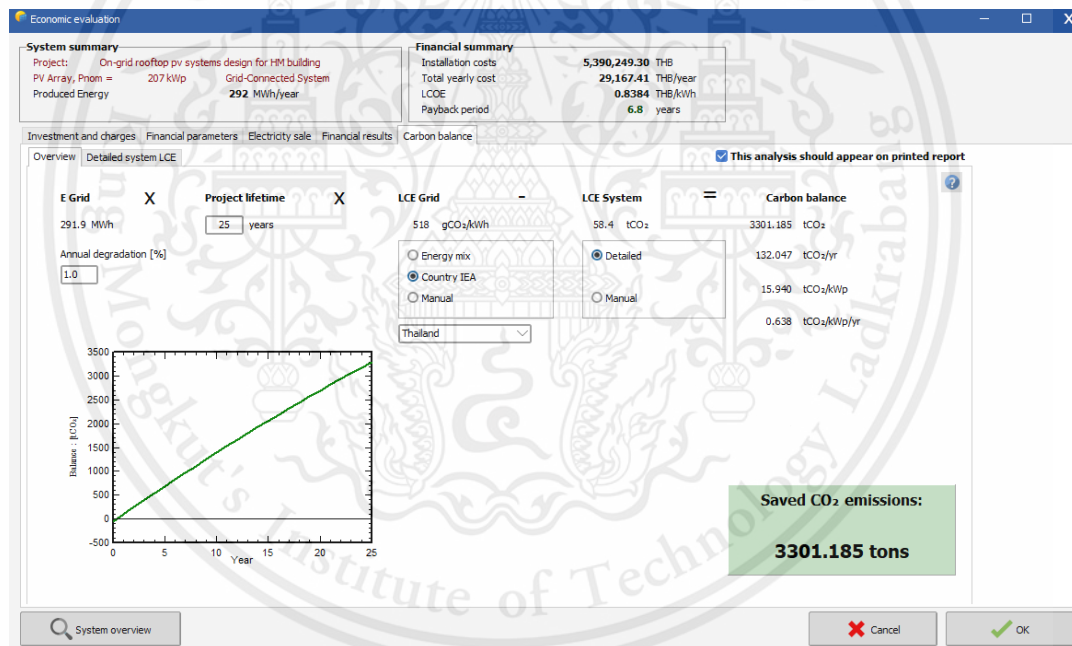 Economic evaluation
System summary
Project: On-grid rooftop pv systems design for HM building
PV Array, Pnom = 207 kWp Grid-Connected System
Produced Energy 292 MWh/year
Financial summary
Installation costs 5,390,249.30 THB
Total yearly cost 29,167.41 THB/year
LCOE 0.8384 THB/kWh
Payback period 6.8 years
Investment and charges Financial parameters Electricity sale Financial results Carbon balance
Overview Detailed system LCE
This analysis should appear on printed report
E Grid X Project lifetime X LCE Grid - LCE System = Carbon balance
291.9 MWh 25 years 518 gCO₂/kWh 58.4 tCO₂ 3301.185 tCO₂
Annual degradation [%]
1.0
Energy mix
Country IEA
Manual
Thailand
Detailed
Manual
132.047 tCO₂/yr
15.940 tCO₂/kWp
0.638 tCO₂/kWp/yr
Balance : [tCO₂]
3500
3000
2500
2000
1500
1000
500
0
-500
0 5 10 15 20 25
Year
Saved CO₂ emissions:
3301.185 tons
System overview
Cancel
OK
King Mongkut's Institute of Technology Ladkrabang